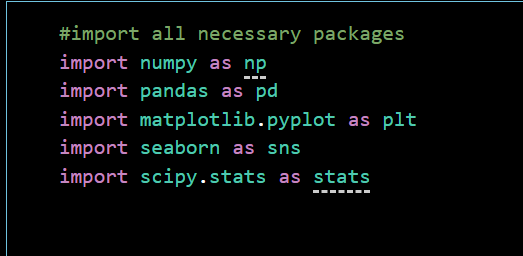 #import all necessary packages
import numpy as np
import pandas as pd
import matplotlib.pyplot as plt
import seaborn as sns
import scipy.stats as stats